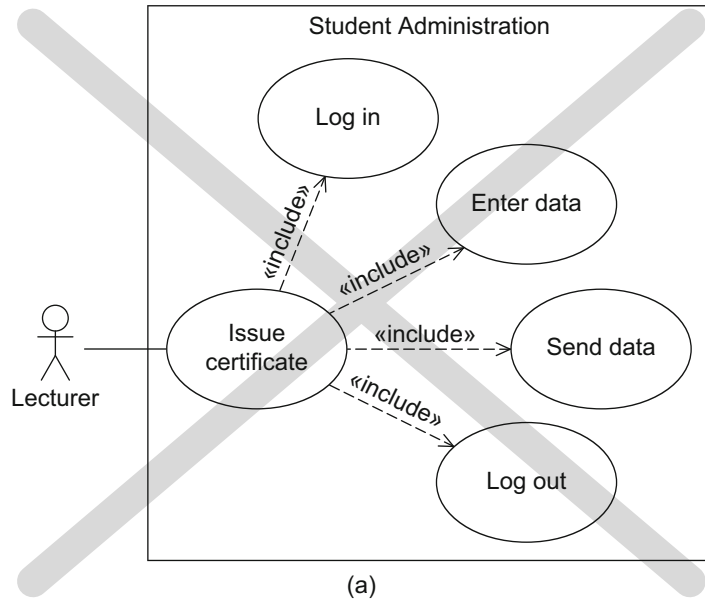 Student Administration
Log in
Enter data
«include»
«include»
Issue
certificate
«include»
Send data
Lecturer
«include»
Log out
(a)